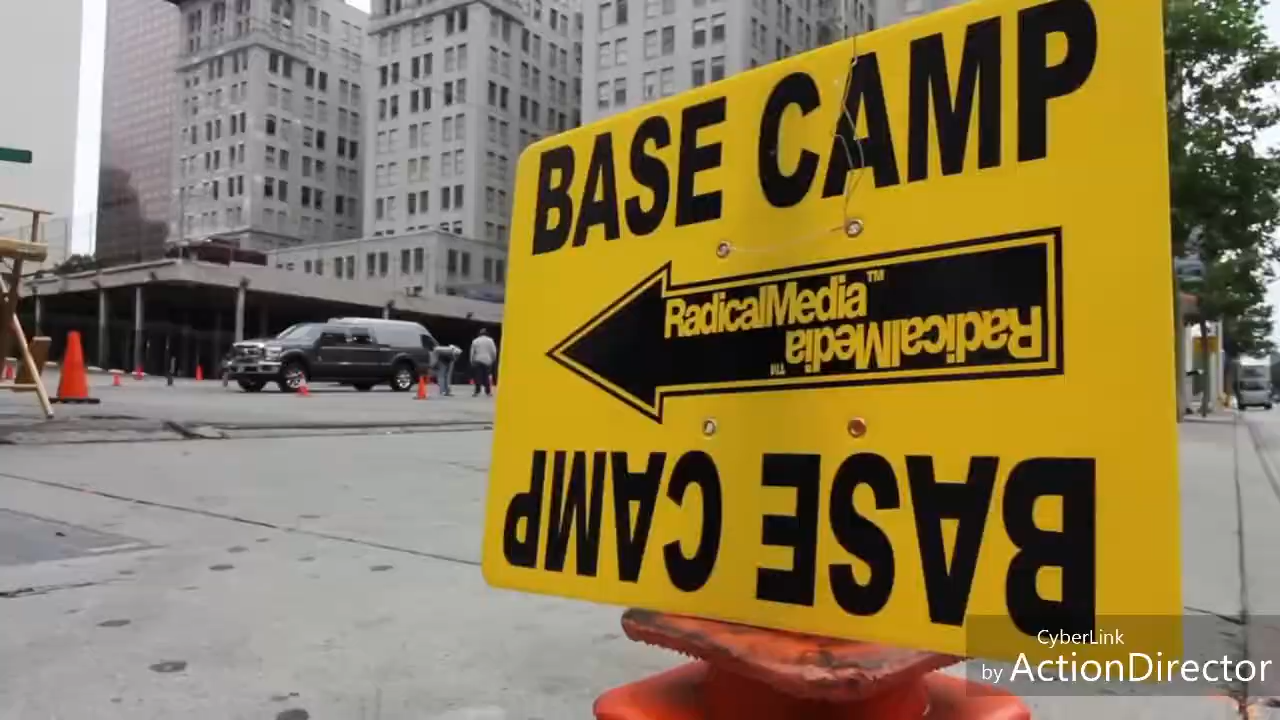 BASE CAMP
RadicalMedia™
RadicalMedia™
BASE CAMP
CyberLink
by ActionDirector